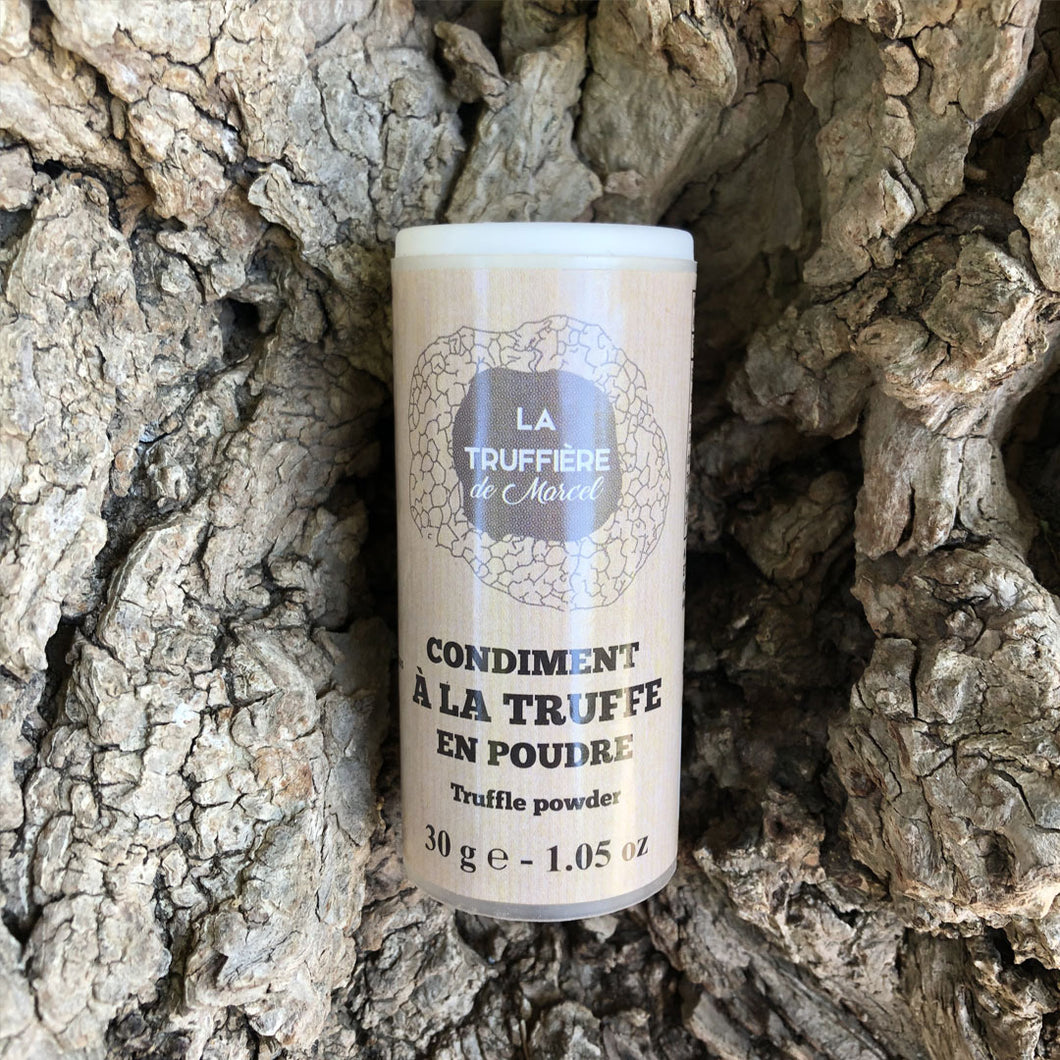 LA
TRUFFIÈRE
de Marcel
CONDIMENT
À LA TRUFFE
EN POUDRE
Truffle powder
30 g e - 1.05 oz